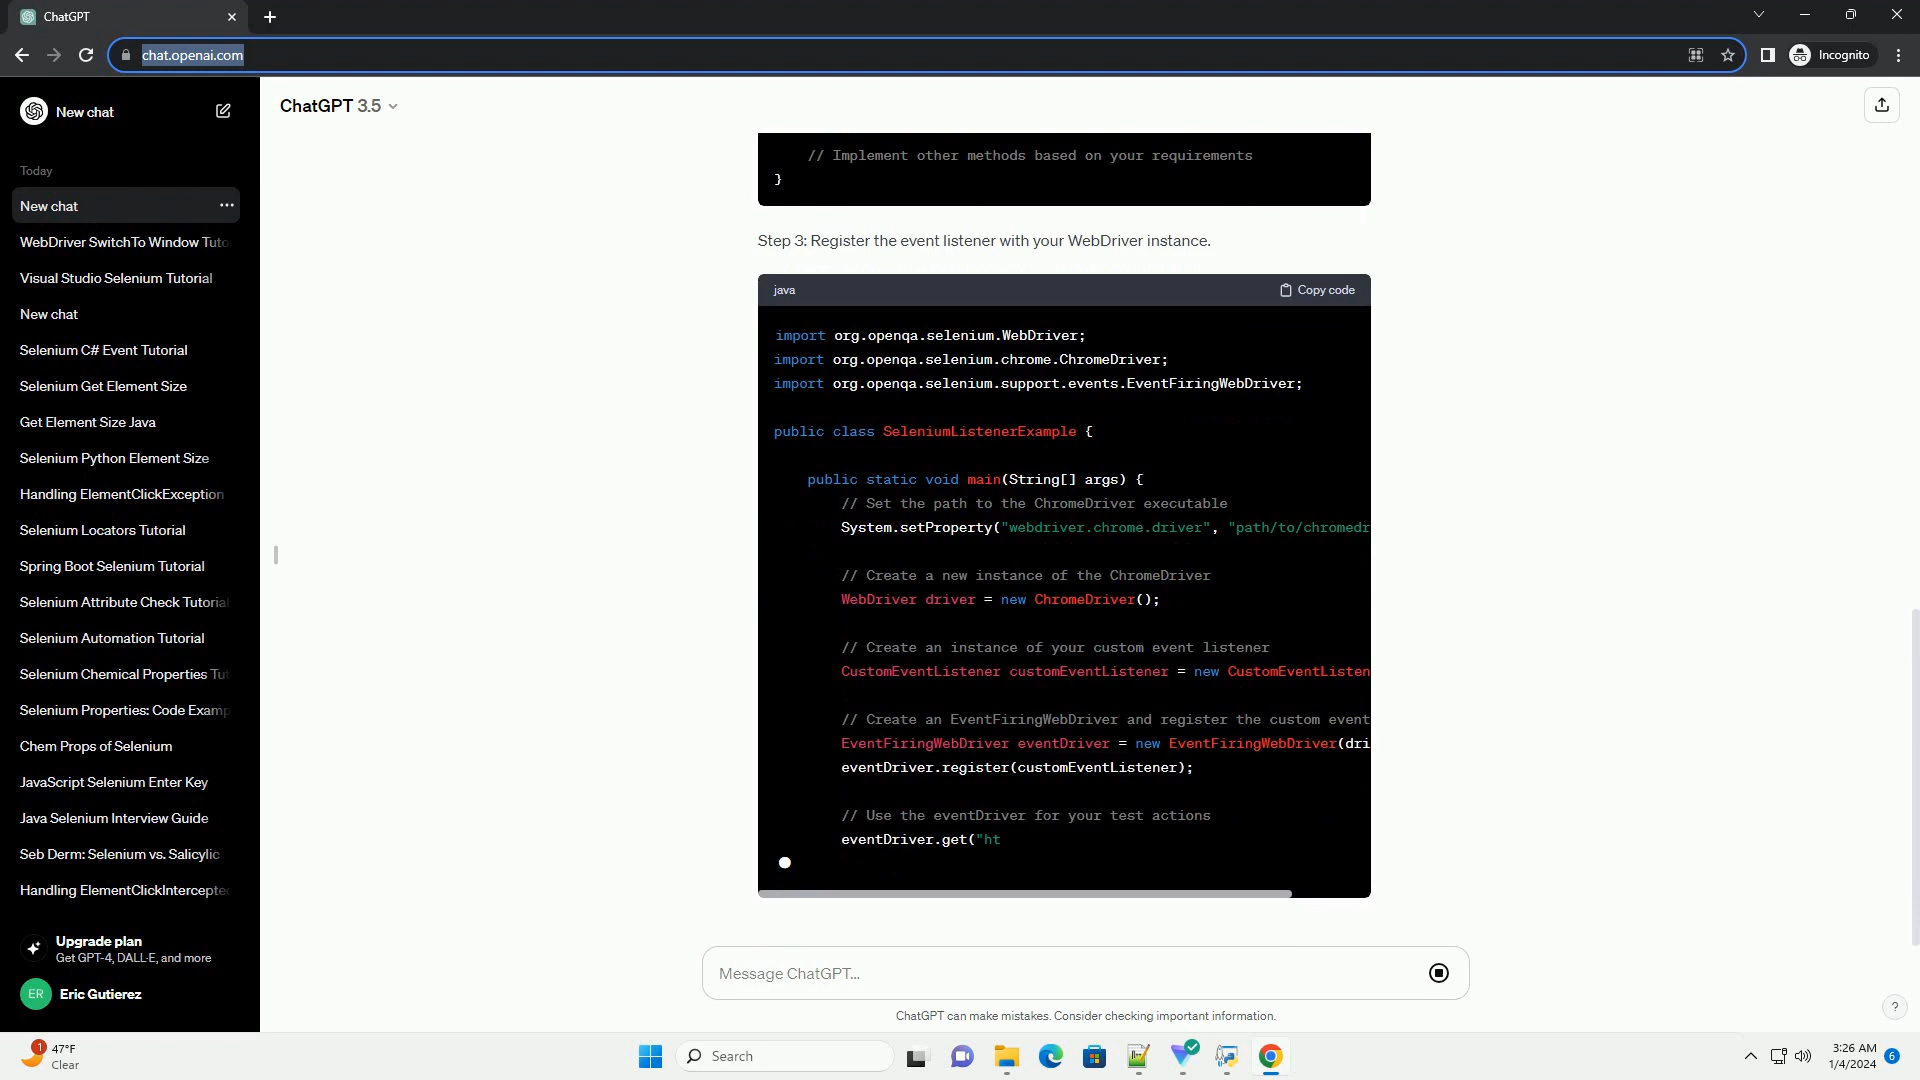 ChatGPT
chat.openai.com
Incognito
New chat
ChatGPT 3.5
Today
New chat
WebDriver SwitchTo Window Tuto
Visual Studio Selenium Tutorial
New chat
Selenium C# Event Tutorial
Selenium Get Element Size
Get Element Size Java
Selenium Python Element Size
Handling ElementClickException
Selenium Locators Tutorial
Spring Boot Selenium Tutorial
Selenium Attribute Check Tutorial
Selenium Automation Tutorial
Selenium Chemical Properties Tut
Selenium Properties: Code Examp
Chem Props of Selenium
JavaScript Selenium Enter Key
Java Selenium Interview Guide
Seb Derm: Selenium vs. Salicylic
Handling ElementClickIntercepted
Upgrade plan
Get GPT-4, DALL·E, and more
ER Eric Gutierez
// Implement other methods based on your requirements
}
Step 3: Register the event listener with your WebDriver instance.
java Copy code
import org.openqa.selenium.WebDriver;
import org.openqa.selenium.chrome.ChromeDriver;
import org.openqa.selenium.support.events.EventFiringWebDriver;
public class SeleniumListenerExample {
public static void main(String[] args) {
// Set the path to the ChromeDriver executable
System.setProperty("webdriver.chrome.driver", "path/to/chromedr
// Create a new instance of the ChromeDriver
WebDriver driver = new ChromeDriver();
// Create an instance of your custom event listener
CustomEventListener customEventListener = new CustomEventListen
// Create an EventFiringWebDriver and register the custom event
EventFiringWebDriver eventDriver = new EventFiringWebDriver(dri
eventDriver.register(customEventListener);
// Use the eventDriver for your test actions
eventDriver.get("ht
Message ChatGPT...
ChatGPT can make mistakes. Consider checking important information.
?
1
47°F
Clear
Search
3:26 AM
1/4/2024
6